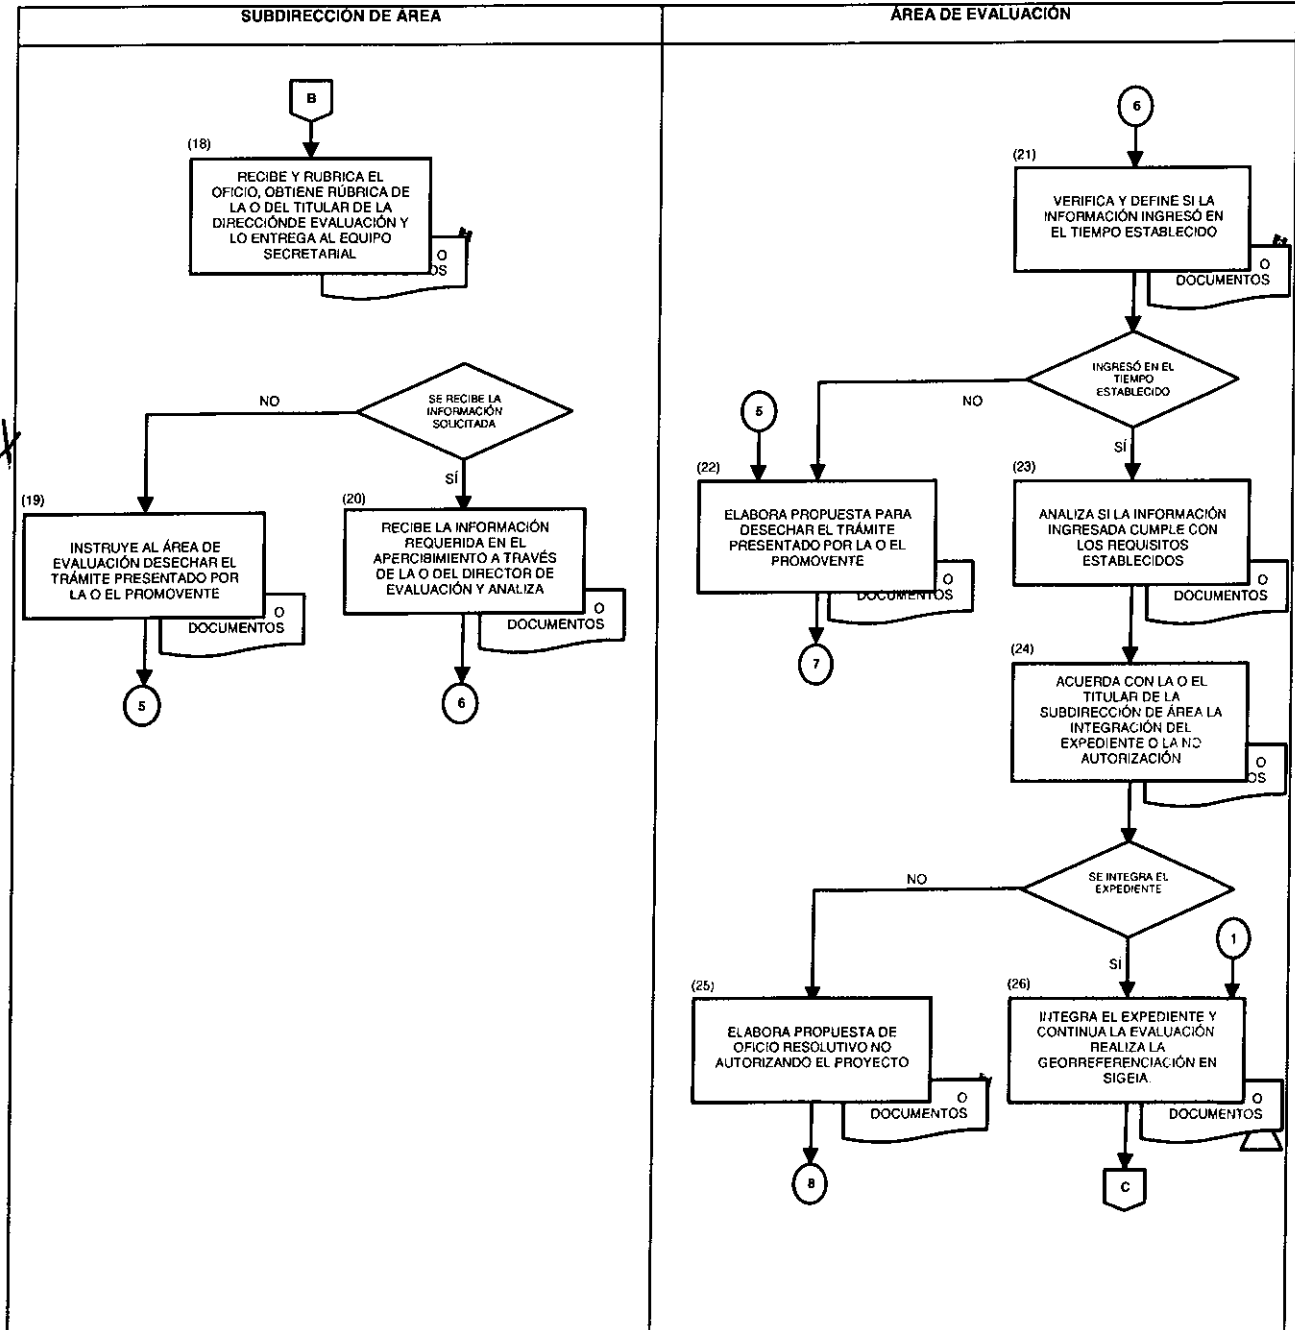 SUBDIRECCIÓN DE ÁREA
B
(18)
RECIBE Y RUBRICA EL
OFICIO, OBTIENE RÚBRICA DE
LA O DEL TITULAR DE LA
DIRECCIÓNDE EVALUACIÓN Y
LO ENTREGA AL EQUIPO
SECRETARIAL
O
OS
SE RECIBE LA
INFORMACIÓN
SOLICITADA
NO
SÍ
(19)
INSTRUYE AL ÁREA DE
EVALUACIÓN DESECHAR EL
TRÁMITE PRESENTADO POR
LA O EL PROMOVENTE
O
DOCUMENTOS
5
(20)
RECIBE LA INFORMACIÓN
REQUERIDA EN EL
APERCIBIMIENTO A TRAVÉS
DE LA O DEL DIRECTOR DE
EVALUACIÓN Y ANALIZA
O
DOCUMENTOS
6
ÁREA DE EVALUACIÓN
6
(21)
VERIFICA Y DEFINE SI LA
INFORMACIÓN INGRESÓ EN
EL TIEMPO ESTABLECIDO
O
DOCUMENTOS
INGRESÓ EN EL
TIEMPO
ESTABLECIDO
NO
SÍ
5
(22)
ELABORA PROPUESTA PARA
DESECHAR EL TRÁMITE
PRESENTADO POR LA O EL
PROMOVENTE
O
DOCUMENTOS
7
(23)
ANALIZA SI LA INFORMACIÓN
INGRESADA CUMPLE CON
LOS REQUISITOS
ESTABLECIDOS
O
DOCUMENTOS
(24)
ACUERDA CON LA O EL
TITULAR DE LA
SUBDIRECCIÓN DE ÁREA LA
INTEGRACIÓN DEL
EXPEDIENTE O LA NO
AUTORIZACIÓN
O
OS
SE INTEGRA EL
EXPEDIENTE
NO
SÍ
1
(25)
ELABORA PROPUESTA DE
OFICIO RESOLUTIVO NO
AUTORIZANDO EL PROYECTO
O
DOCUMENTOS
8
(26)
INTEGRA EL EXPEDIENTE Y
CONTINUA LA EVALUACIÓN
REALIZA LA
GEORREFERENCIACIÓN EN
SIGEIA.
O
DOCUMENTOS
C